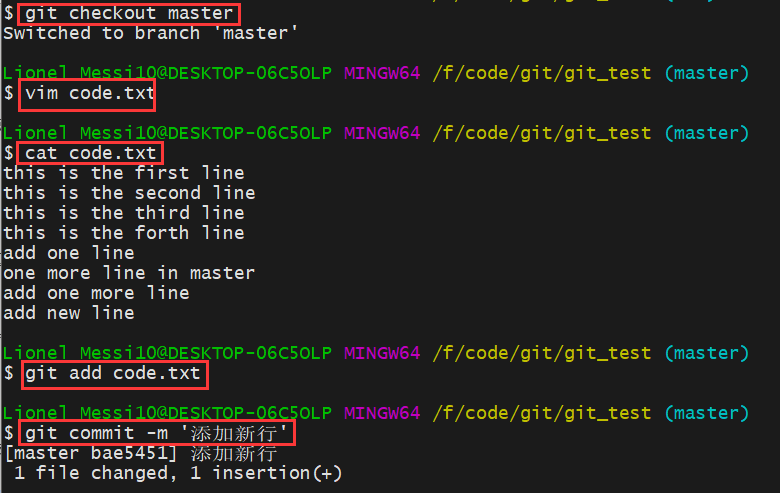 $ git checkout master
Switched to branch 'master'
Lionel Messi10@DESKTOP-06C5OLP MINGW64 /f/code/git/git_test (master)
$ vim code.txt
Lionel Messi10@DESKTOP-06C5OLP MINGW64 /f/code/git/git_test (master)
$ cat code.txt
this is the first line
this is the second line
this is the third line
this is the forth line
add one line
one more line in master
add one more line
add new line
Lionel Messi10@DESKTOP-06C5OLP MINGW64 /f/code/git/git_test (master)
$ git add code.txt
Lionel Messi10@DESKTOP-06C5OLP MINGW64 /f/code/git/git_test (master)
$ git commit -m '添加新行'
[master bae5451] 添加新行
 1 file changed, 1 insertion(+)